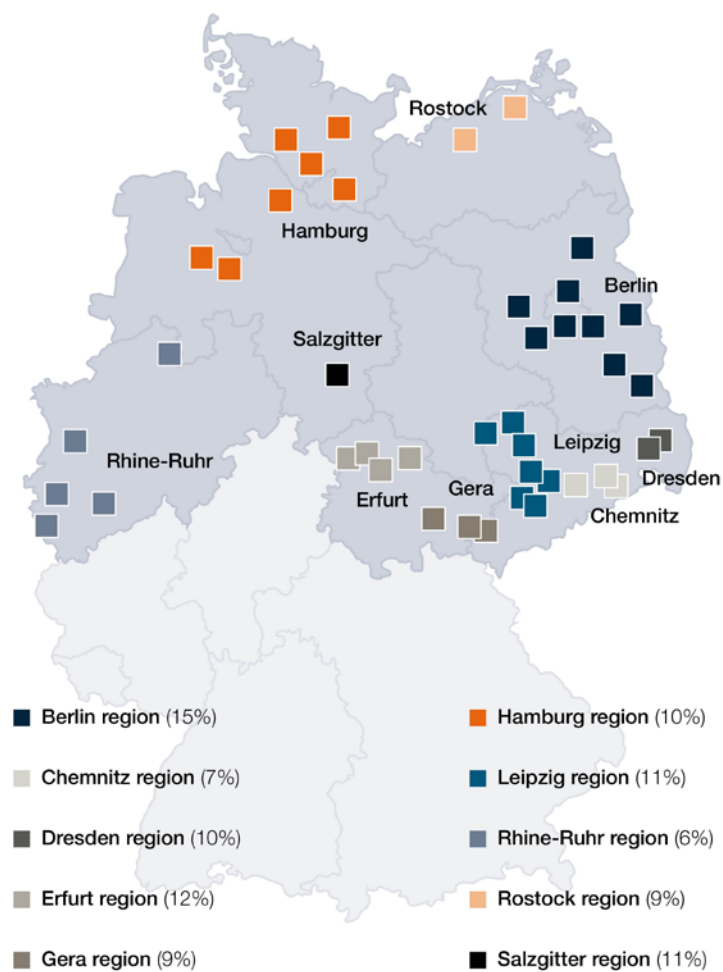 Rostock
Hamburg
Berlin
Salzgitter
Leipzig
Rhine-Ruhr
Dresden
Erfurt
Gera
Chemnitz
Berlin region (15%)
Hamburg region (10%)
Chemnitz region (7%)
Leipzig region (11%)
Dresden region (10%)
Rhine-Ruhr region (6%)
Erfurt region (12%)
Rostock region (9%)
Gera region (9%)
Salzgitter region (11%)